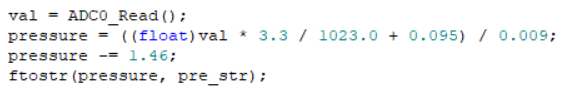 val = ADC0_Read();
pressure = ((float)val * 3.3 / 1023.0 + 0.095) / 0.009;
pressure -= 1.46;
ftostr(pressure, pre_str);